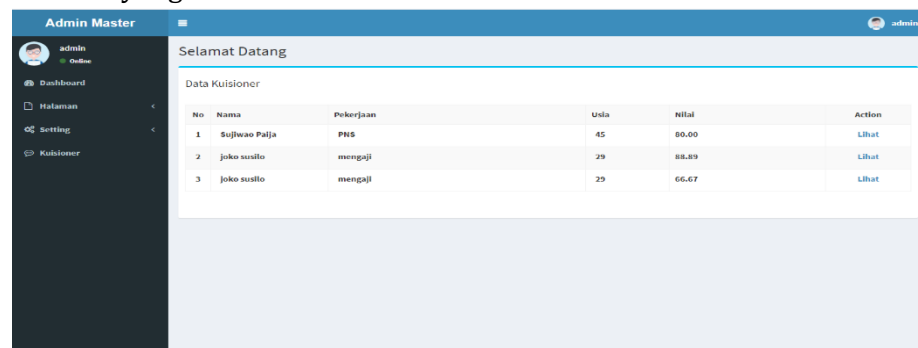 Admin Master
admin
admin
Online
Selamat Datang
Dashboard
Data Kuisioner
Halaman
Setting
Kuisioner
No Nama Pekerjaan Usia Nilai Action
1 Sujiwao Paija PNS 45 80.00 Lihat
2 joko susilo mengaji 29 88.89 Lihat
3 joko susilo mengaji 29 66.67 Lihat